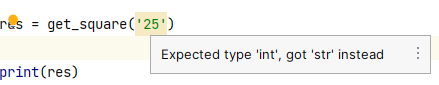 res = get_square('25')
Expected type 'int', got 'str' instead
print(res)